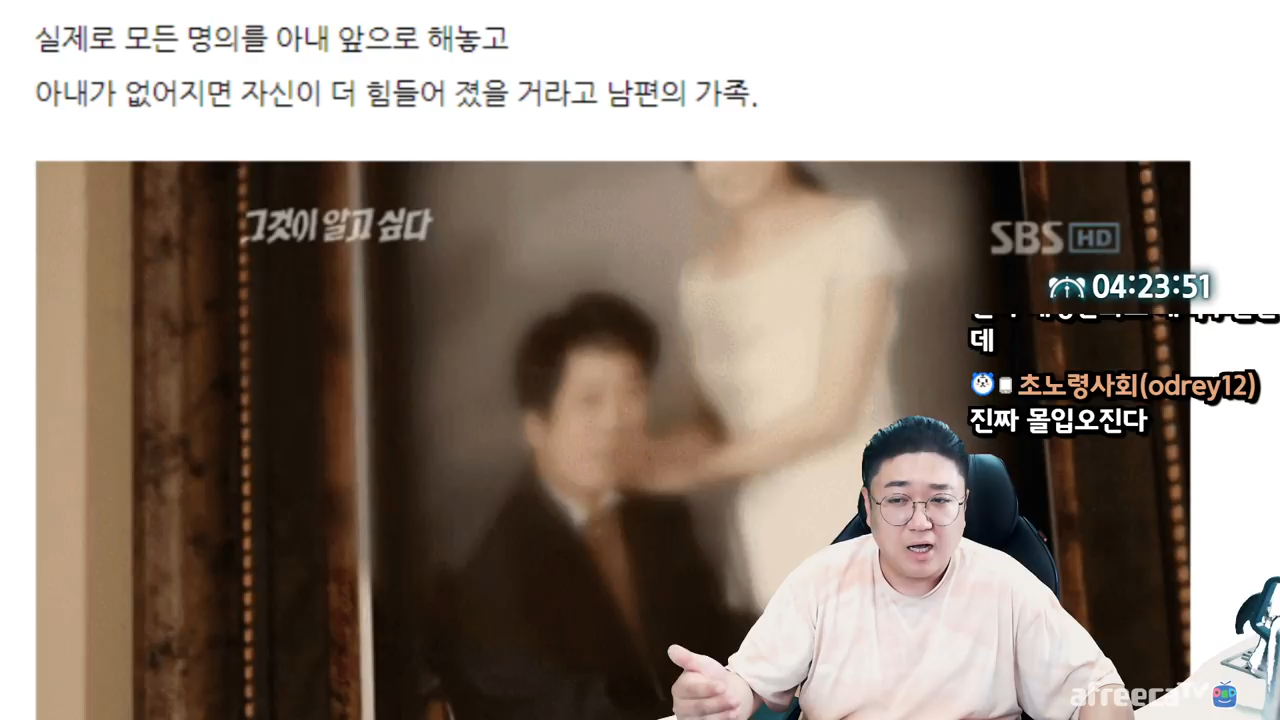 실제로 모든 명의를 아내 앞으로 해놓고
아내가 없어지면 자신이 더 힘들어 졌을 거라고 남편의 가족.
그것이 알고 싶다
SBS HD
04:23:51
데
초노령사회(odrey12)
진짜 몰입오진다
afreecaTV